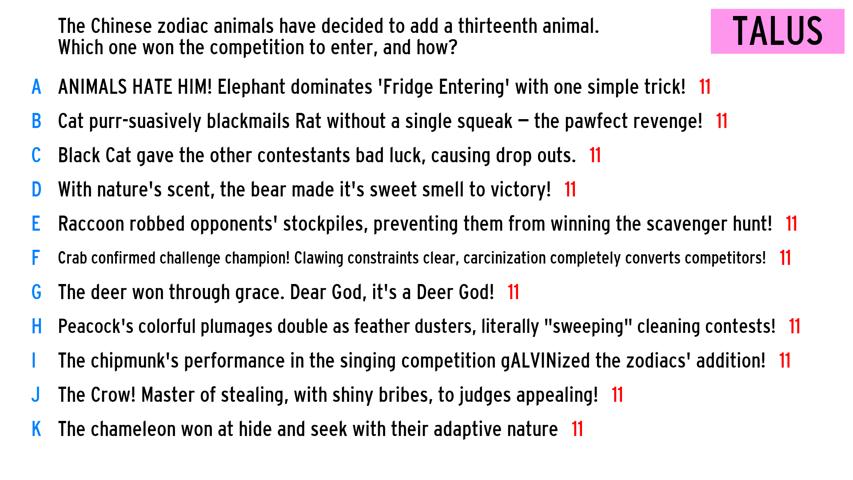 The Chinese zodiac animals have decided to add a thirteenth animal.
Which one won the competition to enter, and how?
TALUS
A ANIMALS HATE HIM! Elephant dominates 'Fridge Entering' with one simple trick! 11
B Cat purr-suasively blackmails Rat without a single squeak – the pawfect revenge! 11
C Black Cat gave the other contestants bad luck, causing drop outs. 11
D With nature's scent, the bear made it's sweet smell to victory! 11
E Raccoon robbed opponents' stockpiles, preventing them from winning the scavenger hunt! 11
F Crab confirmed challenge champion! Clawing constraints clear, carcinization completely converts competitors! 11
G The deer won through grace. Dear God, it's a Deer God! 11
H Peacock's colorful plumages double as feather dusters, literally "sweeping" cleaning contests! 11
I The chipmunk's performance in the singing competition gALVINized the zodiacs' addition! 11
J The Crow! Master of stealing, with shiny bribes, to judges appealing! 11
K The chameleon won at hide and seek with their adaptive nature 11